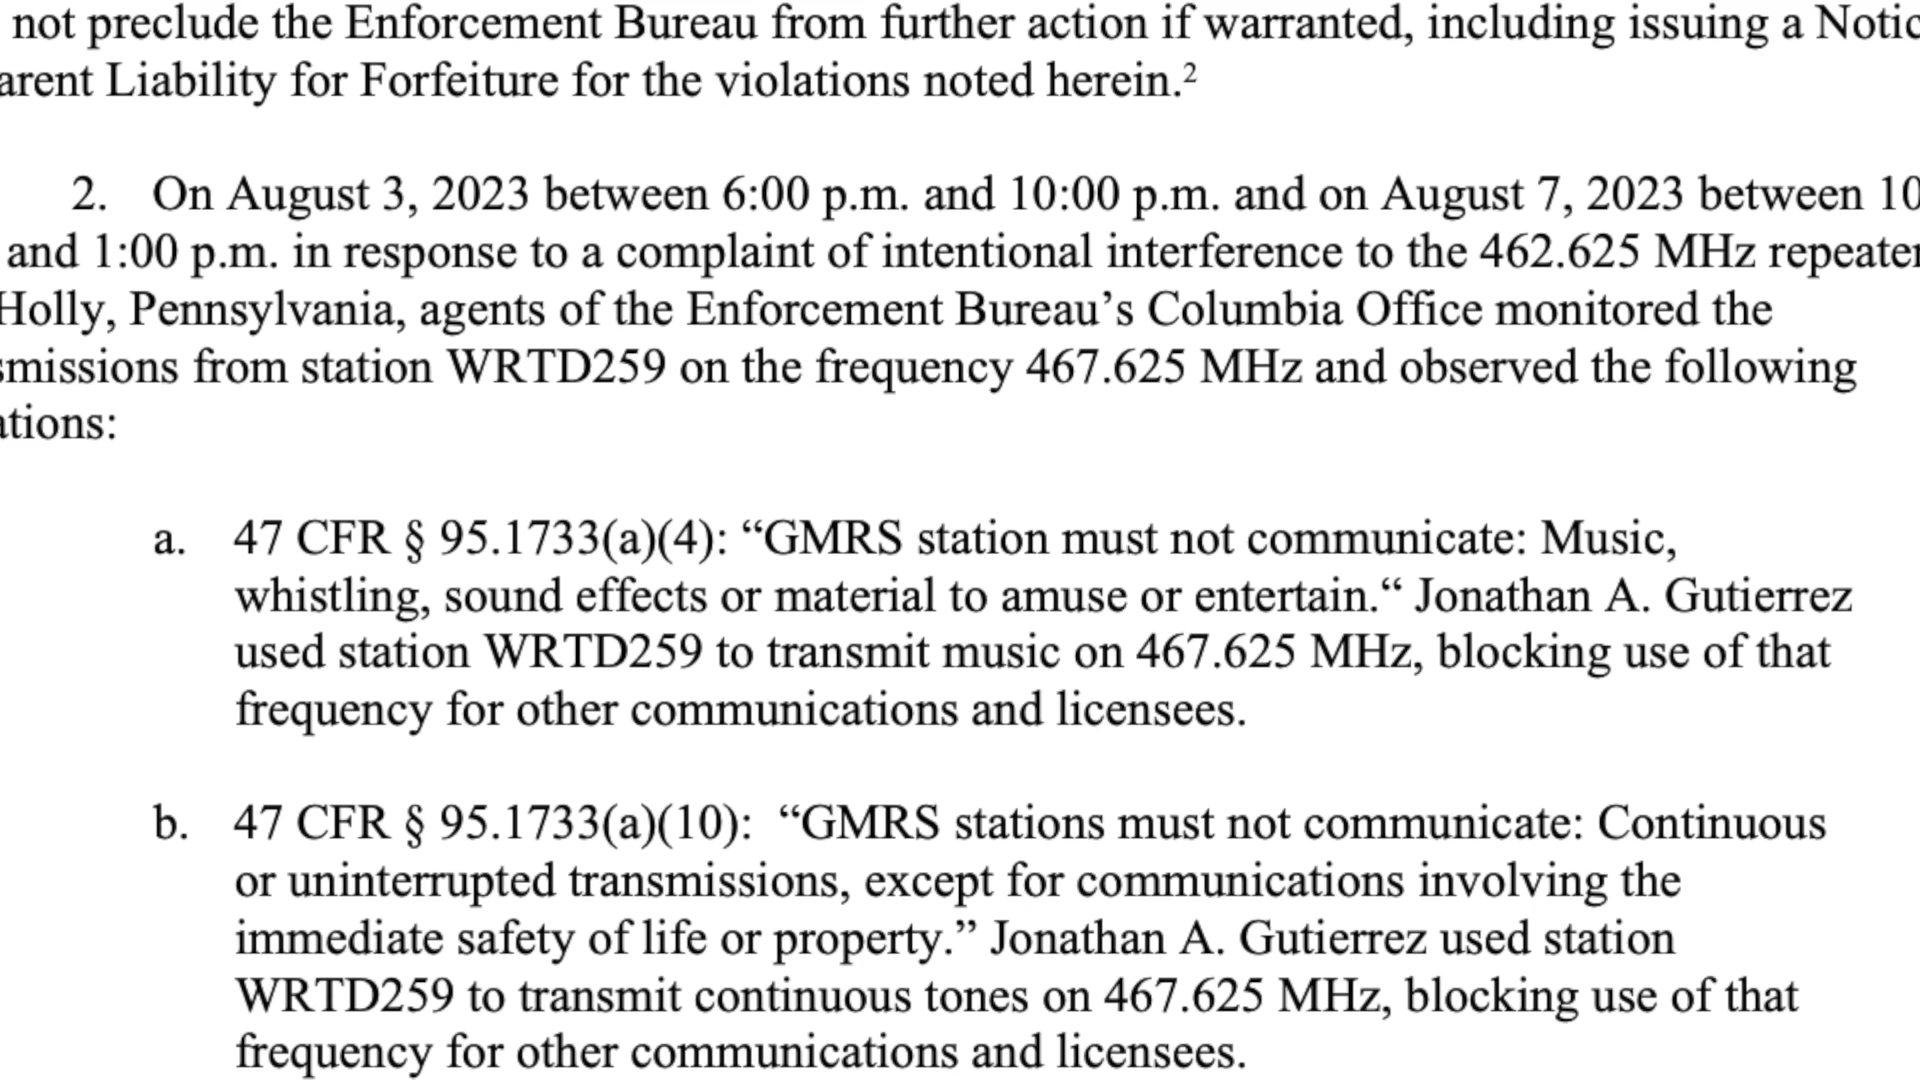 not preclude the Enforcement Bureau from further action if warranted, including issuing a Notic
arent Liability for Forfeiture for the violations noted herein.2
2. On August 3, 2023 between 6:00 p.m. and 10:00 p.m. and on August 7, 2023 between 10
and 1:00 p.m. in response to a complaint of intentional interference to the 462.625 MHz repeater
Holly, Pennsylvania, agents of the Enforcement Bureau’s Columbia Office monitored the
smissions from station WRTD259 on the frequency 467.625 MHz and observed the following
ations:
a. 47 CFR § 95.1733(a)(4): “GMRS station must not communicate: Music,
whistling, sound effects or material to amuse or entertain.“ Jonathan A. Gutierrez
used station WRTD259 to transmit music on 467.625 MHz, blocking use of that
frequency for other communications and licensees.
b. 47 CFR § 95.1733(a)(10): “GMRS stations must not communicate: Continuous
or uninterrupted transmissions, except for communications involving the
immediate safety of life or property.” Jonathan A. Gutierrez used station
WRTD259 to transmit continuous tones on 467.625 MHz, blocking use of that
frequency for other communications and licensees.